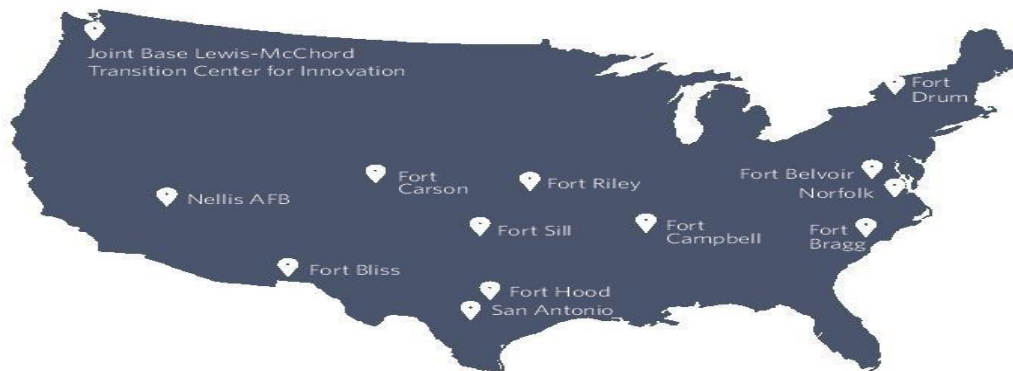 Joint Base Lewis-McChord
Transition Center for Innovation
Fort
Drum
Fort Belvoir
Norfolk
Fort
Carson
Fort Riley
Nellis AFB
Fort Sill
Fort
Campbell
Fort
Bragg
Fort Bliss
Fort Hood
San Antonio